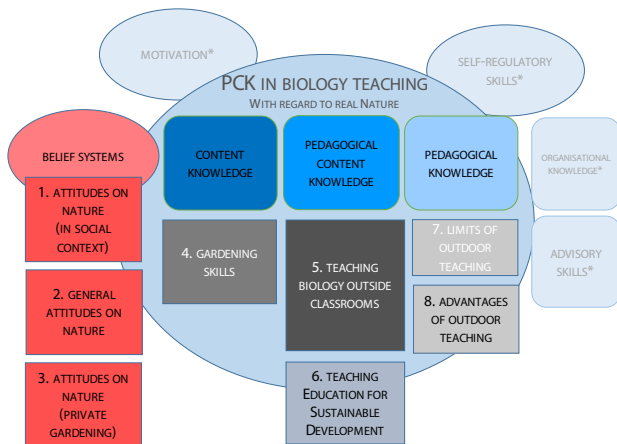 MOTIVATION*
SELF-REGULATORY
SKILLS*
PCK IN BIOLOGY TEACHING
WITH REGARD TO REAL NATURE
BELIEF SYSTEMS
CONTENT
KNOWLEDGE
PEDAGOGICAL
CONTENT
KNOWLEDGE
PEDAGOGICAL
KNOWLEDGE
ORGANISATIONAL
KNOWLEDGE*
1. ATTITUDES ON
NATURE
(IN SOCIAL
CONTEXT)
4. GARDENING
SKILLS
5. TEACHING
BIOLOGY OUTSIDE
CLASSROOMS
7. LIMITS OF
OUTDOOR
TEACHING
ADVISORY
SKILLS*
2. GENERAL
ATTITUDES ON
NATURE
8. ADVANTAGES
OF OUTDOOR
TEACHING
3. ATTITUDES ON
NATURE
(PRIVATE
GARDENING)
6. TEACHING
EDUCATION FOR
SUSTAINABLE
DEVELOPMENT